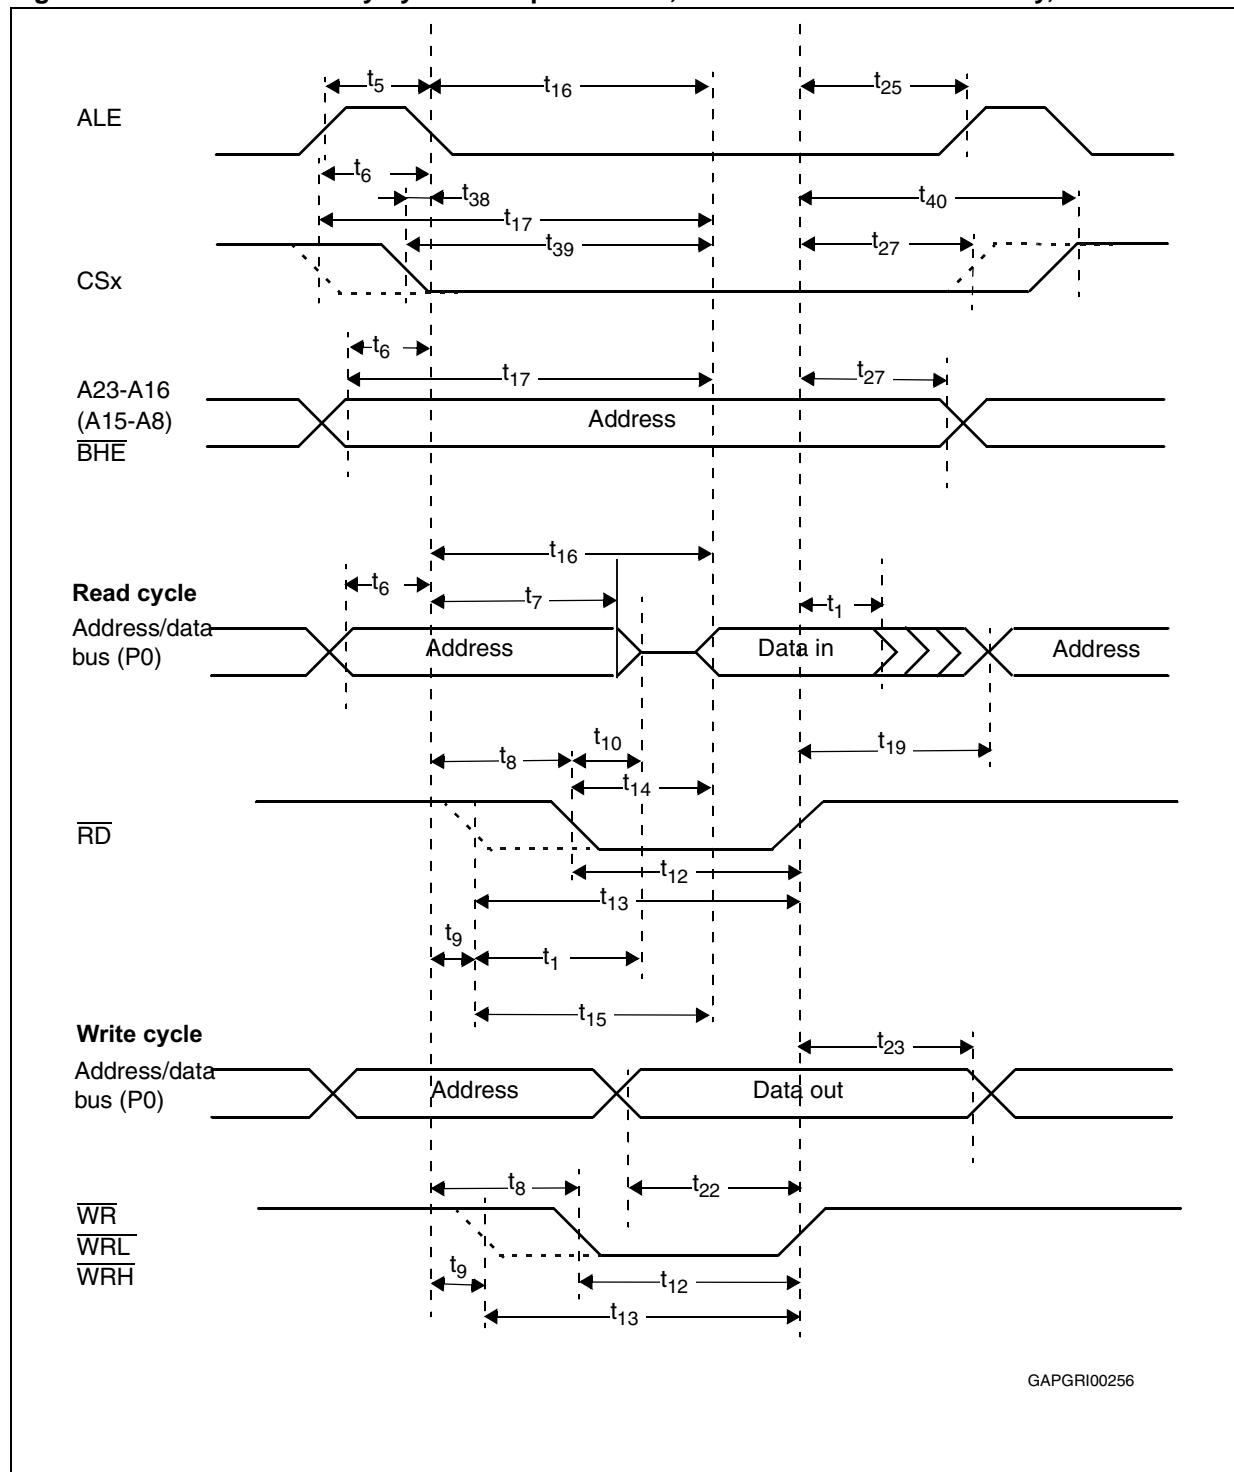 t5
t16
t25
ALE
t6
t38
t40
t17
t39
t27
CSx
t6
t17
t27
A23-A16
(A15-A8)
BHE
Address
t16
t6
t7
t1
Read cycle
Address/data
bus (P0)
Address
Data in
Address
t10
t8
t19
t14
RD
t12
t13
t9
t1
t15
Write cycle
t23
Address/data
bus (P0)
Address
Data out
t8
t22
WR
WRL
WRH
t9
t12
t13
GAPGRI00256